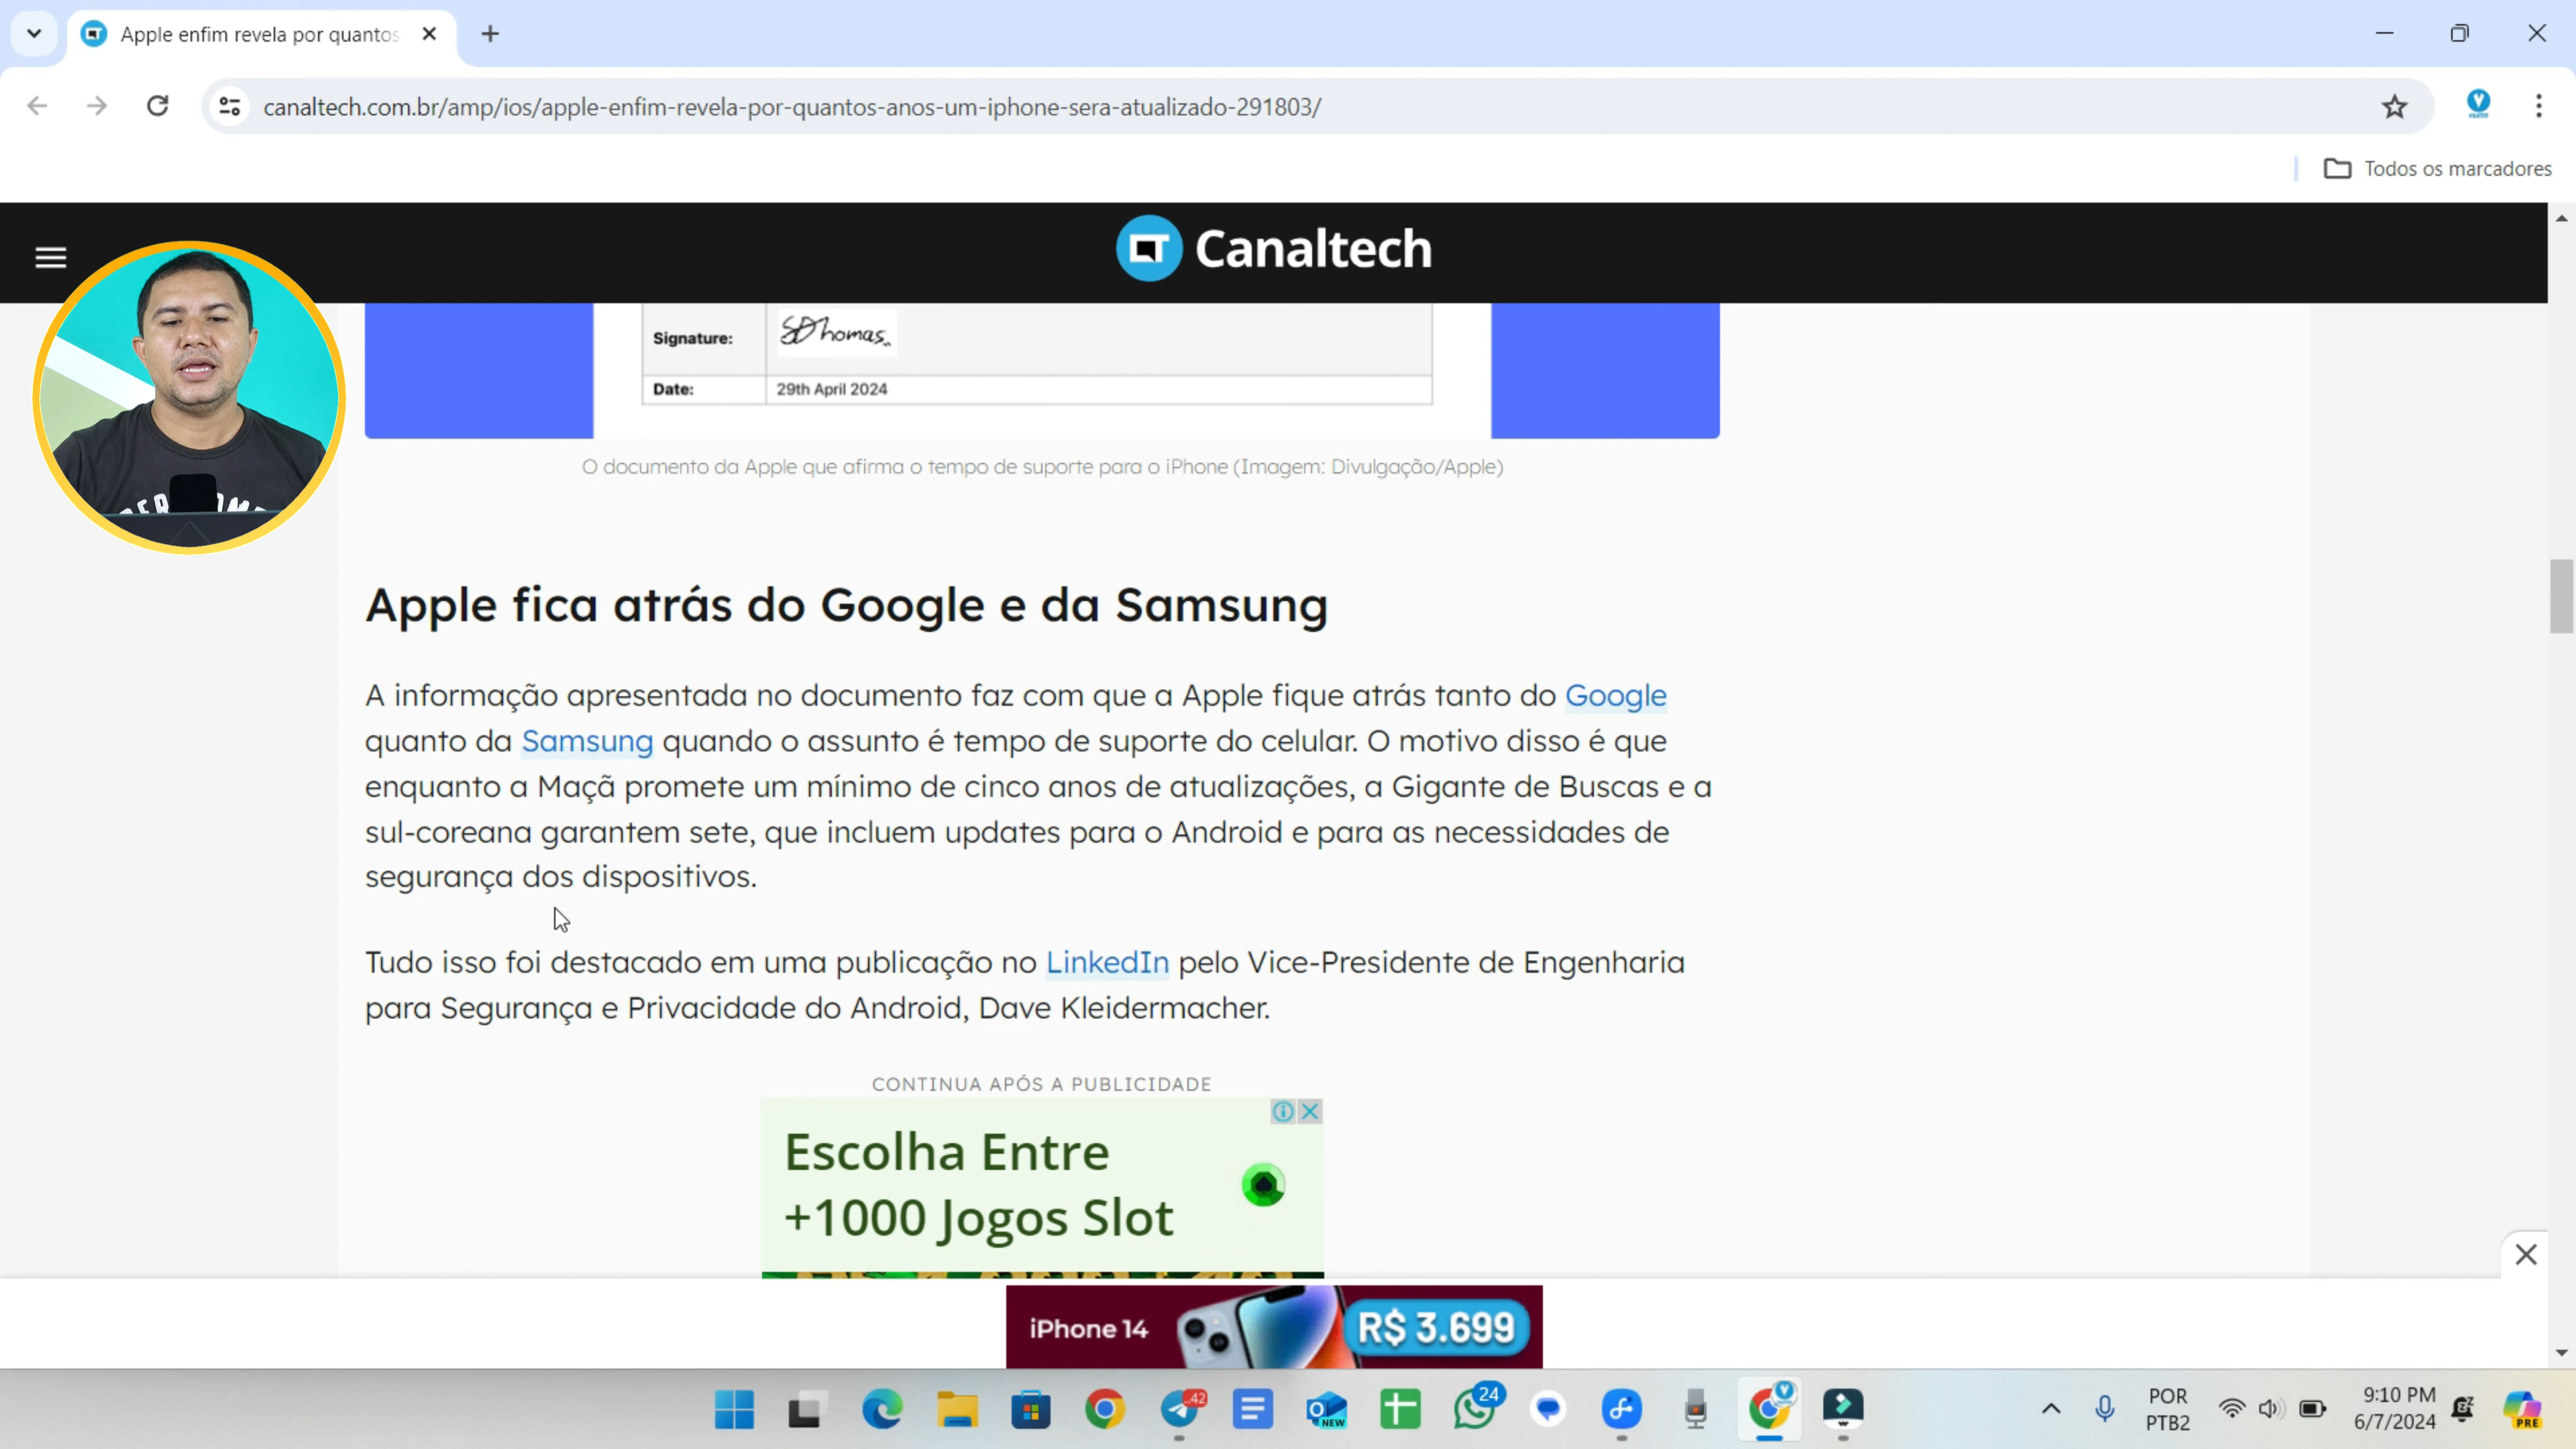 Apple enfim revela por quantos
canaltech.com.br/amp/ios/apple-enfim-revela-por-quantos-anos-um-iphone-sera-atualizado-291803/
Todos os marcadores
Canaltech
Signature:
Date: 29th April 2024
O documento da Apple que afirma o tempo de suporte para o iPhone (Imagem: Divulgação/Apple)
Apple fica atrás do Google e da Samsung
A informação apresentada no documento faz com que a Apple fique atrás tanto do Google
quanto da Samsung quando o assunto é tempo de suporte do celular. O motivo disso é que
enquanto a Maçã promete um mínimo de cinco anos de atualizações, a Gigante de Buscas e a
sul-coreana garantem sete, que incluem updates para o Android e para as necessidades de
segurança dos dispositivos.
Tudo isso foi destacado em uma publicação no LinkedIn pelo Vice-Presidente de Engenharia
para Segurança e Privacidade do Android, Dave Kleidermacher.
CONTINUA APÓS A PUBLICIDADE
Escolha Entre
+1000 Jogos Slot
iPhone 14 R$ 3.699
42
NEW
24
POR
PTB2
9:10 PM
6/7/2024
PRE